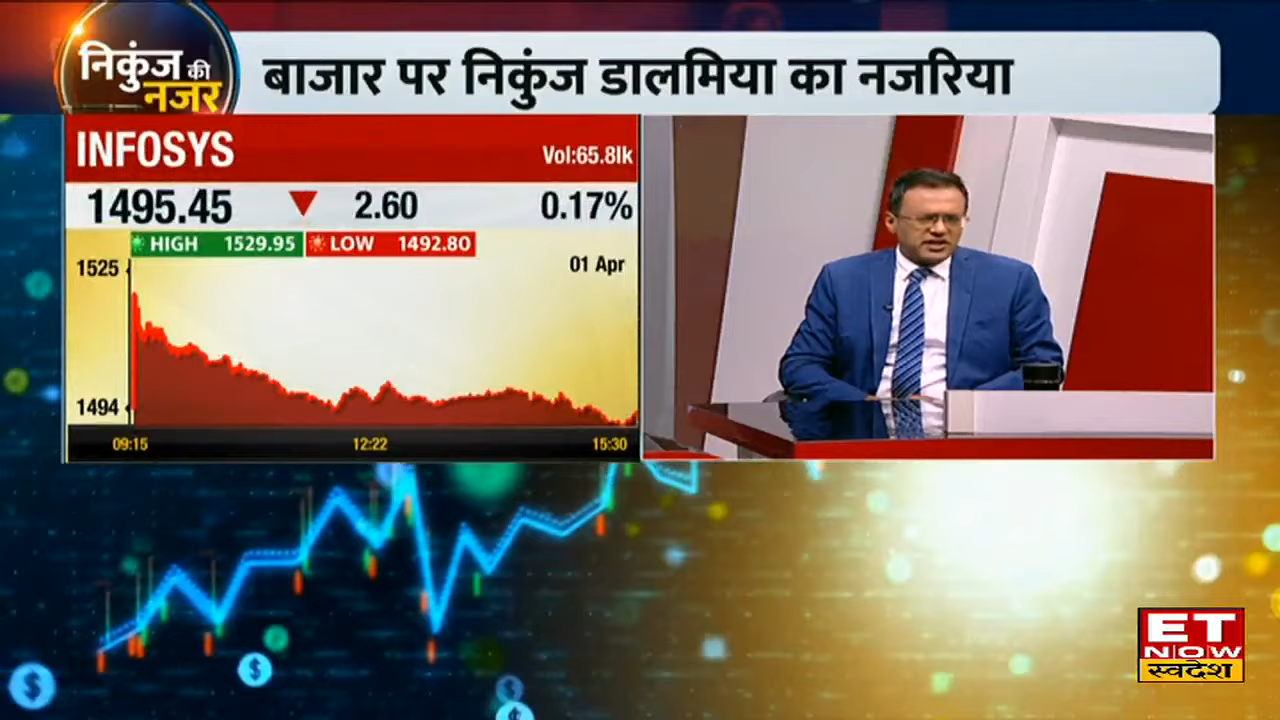 निकुंज की
नजर
बाजार पर निकुंज डालमिया का नजरिया
INFOSYS
Vol:65.8lk
1495.45 ▼ 2.60 0.17%
HIGH 1529.95 LOW 1492.80
01 Apr
1525
1494
09:15 12:22 15:30
$
$
$
ET
NOW
स्वदेश